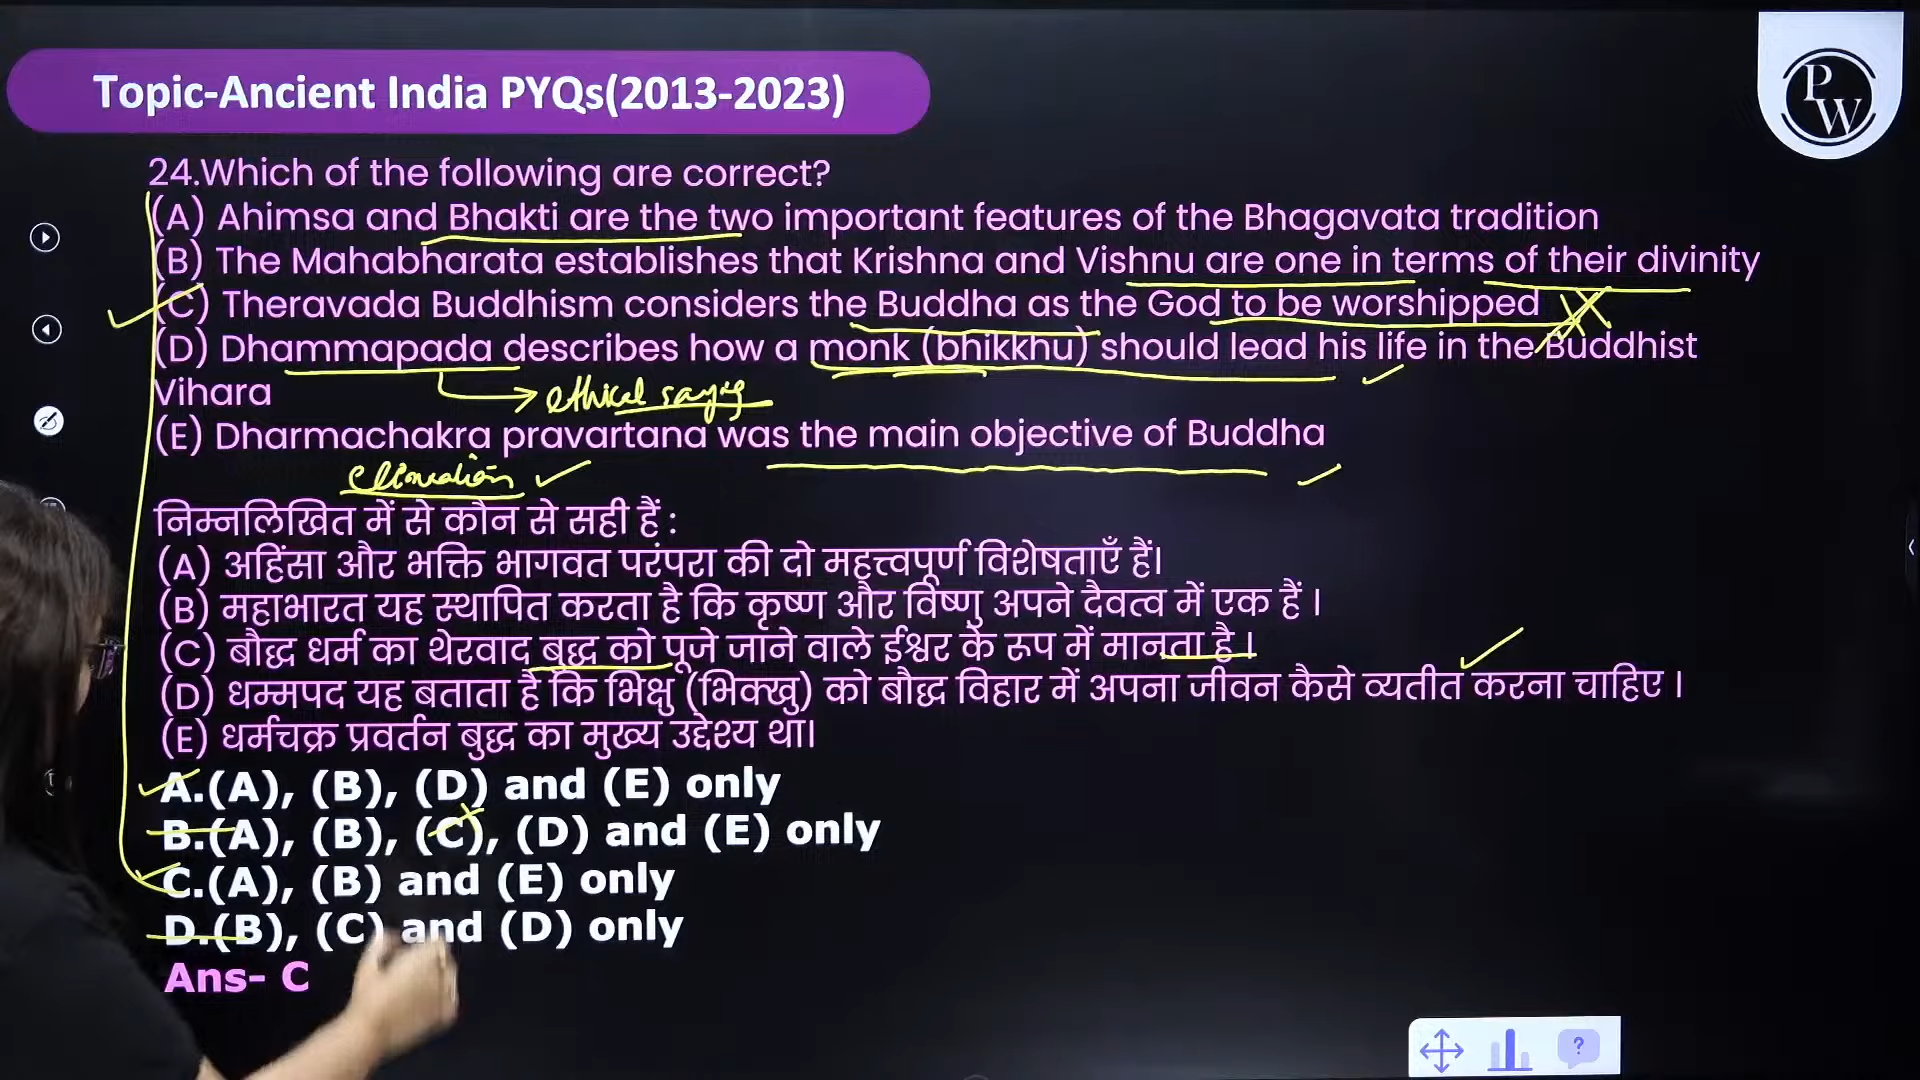 Topic-Ancient India PYQs(2013-2023)
P
W
24.Which of the following are correct?
(A) Ahimsa and Bhakti are the two important features of the Bhagavata tradition
(B) The Mahabharata establishes that Krishna and Vishnu are one in terms of their divinity
(C) Theravada Buddhism considers the Buddha as the God to be worshipped
(D) Dhammapada describes how a monk (bhikkhu) should lead his life in the Buddhist
Vihara
ethical
(E) Dharmachakra pravartana was the main objective of Buddha
निम्नलिखित में से कौन से सही हैं :
(A) अहिंसा और भक्ति भागवत परंपरा की दो महत्त्वपूर्ण विशेषताएँ हैं।
(B) महाभारत यह स्थापित करता है कि कृष्ण और विष्णु अपने दैवत्व में एक हैं ।
(C) बौद्ध धर्म का थेरवाद बुद्ध को पूजे जाने वाले ईश्वर के रूप में मानता है ।
(D) धम्मपद यह बताता है कि भिक्षु (भिक्खु) को बौद्ध विहार में अपना जीवन कैसे व्यतीत करना चाहिए ।
(E) धर्मचक्र प्रवर्तन बुद्ध का मुख्य उद्देश्य था।
A.(A), (B), (D) and (E) only
B.(A), (B), (C), (D) and (E) only
C.(A), (B) and (E) only
D.(B), (C) and (D) only
Ans- C
?